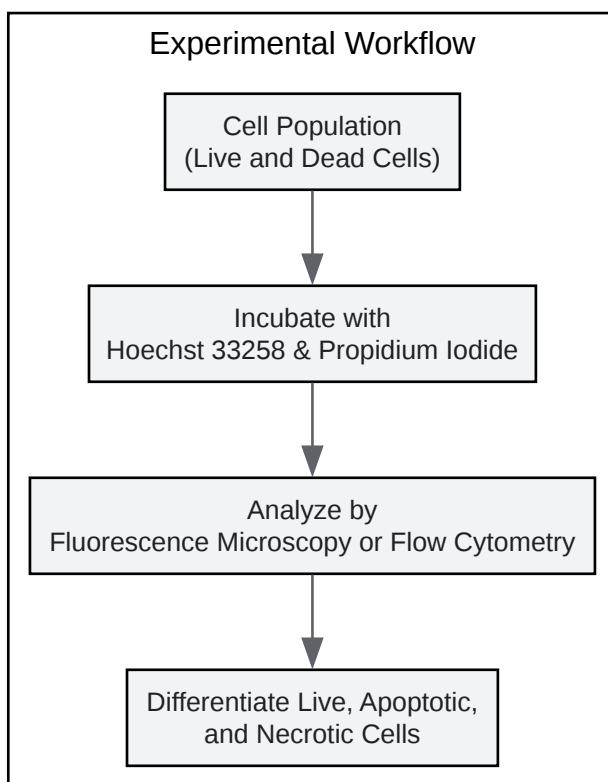 Experimental Workflow
Cell Population
(Live and Dead Cells)
Incubate with
Hoechst 33258 & Propidium Iodide
Analyze by
Fluorescence Microscopy or Flow Cytometry
Differentiate Live, Apoptotic,
and Necrotic Cells